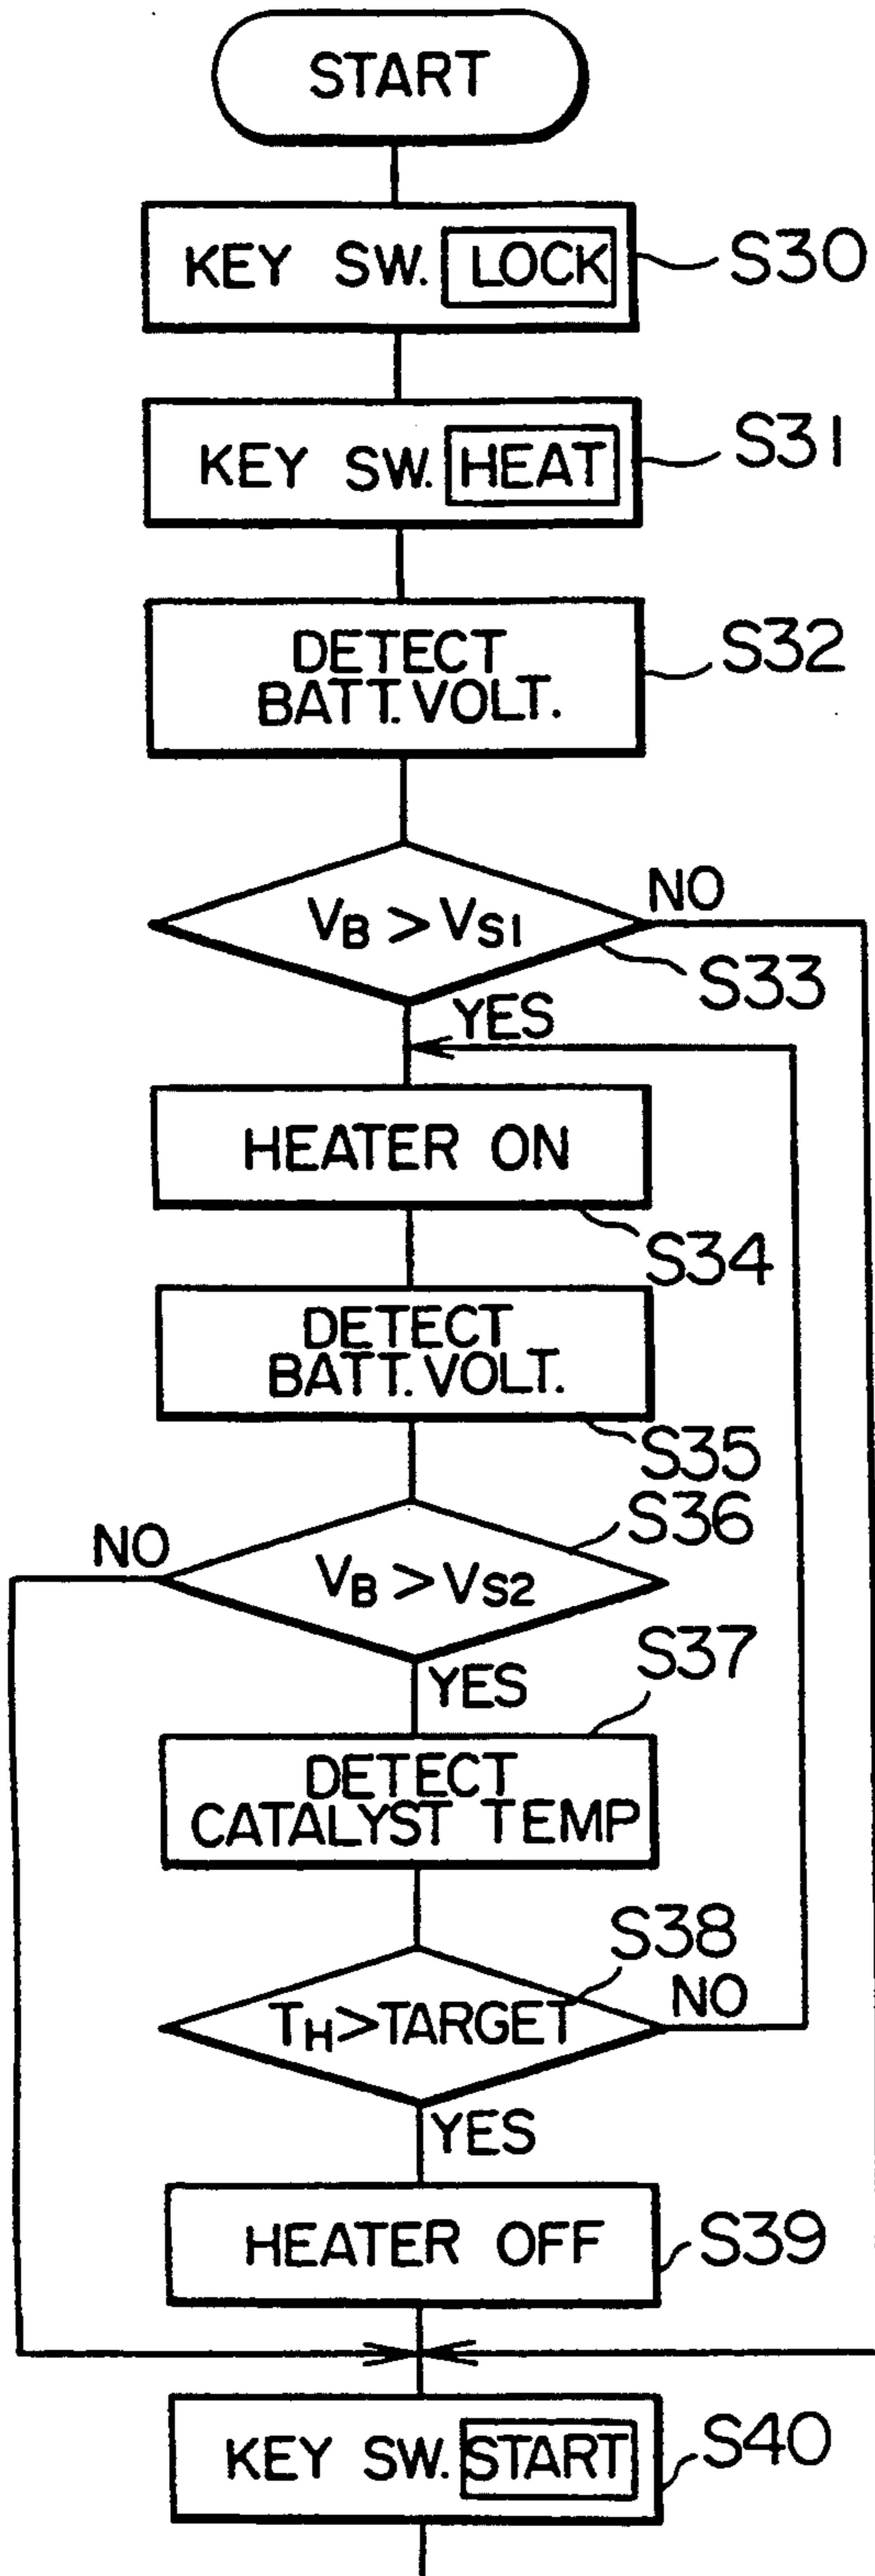 START
KEY SW. LOCK
S30
KEY SW. HEAT
S31
DETECT
BATT. VOLT.
S32
VB > VS1
NO
S33
YES
HEATER ON
S34
DETECT
BATT. VOLT.
S35
S36
NO
VB > VS2
S37
YES
DETECT
CATALYST TEMP
S38
TH>TARGET
NO
YES
HEATER OFF
S39
KEY SW. START
S40